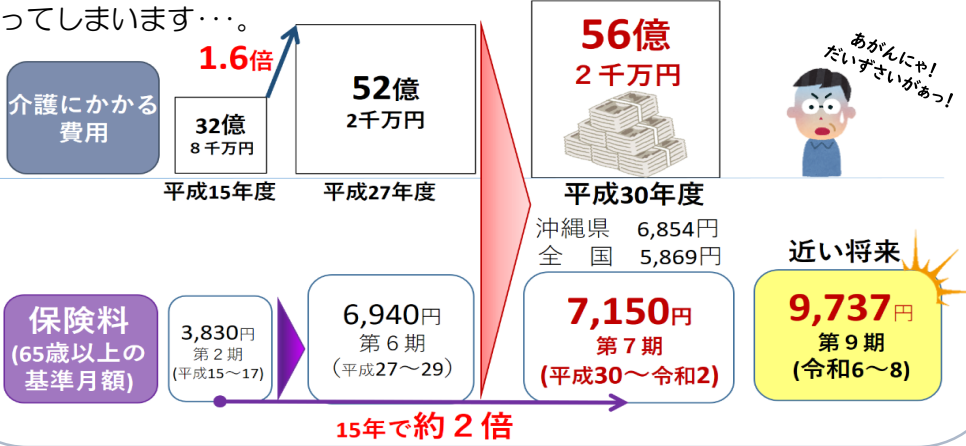 ってしまいます･･･。
介護にかかる
費用
1.6倍
32億
８千万円
平成15年度
52億
2千万円
平成27年度
56億
２千万円
平成30年度
沖縄県 6,854円
全 国 5,869円
あがんにゃ！
だいずさいがぁっ！
保険料
(65歳以上の
基準月額)
3,830円
第２期
(平成15～17)
6,940円
第６期
（平成27～29）
7,150円
第７期
(平成30～令和2)
近い将来
9,737円
第９期
(令和6～8)
15年で約２倍